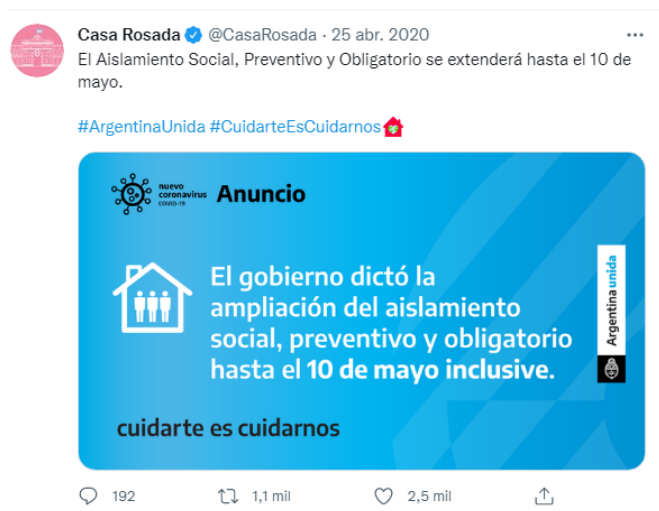 Casa Rosada @CasaRosada · 25 abr. 2020
El Aislamiento Social, Preventivo y Obligatorio se extenderá hasta el 10 de
mayo.
#ArgentinaUnida #CuidarteEsCuidarnos
nuevo
coronavirus
COVID-19
Anuncio
El gobierno dictó la
ampliación del aislamiento
social, preventivo y obligatorio
hasta el 10 de mayo inclusive.
Argentina unida
cuidarte es cuidarnos
192
1,1 mil
2,5 mil